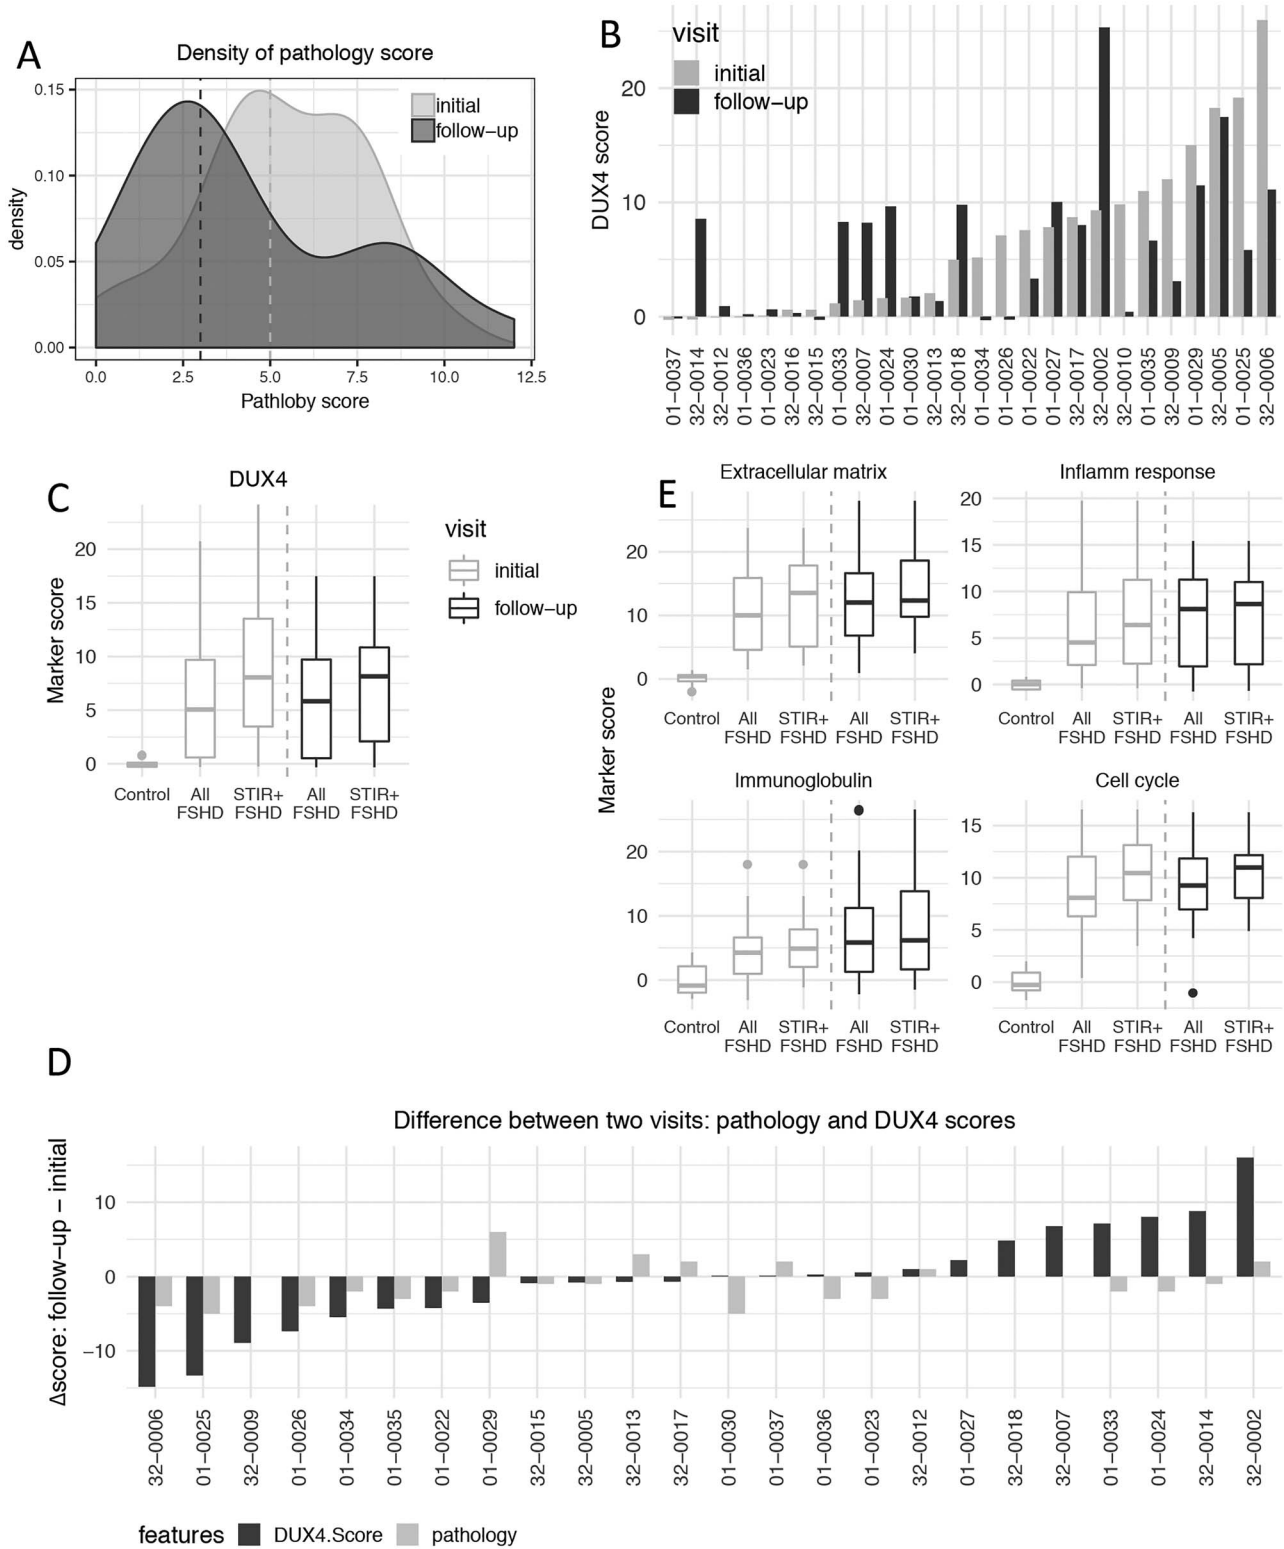 A
Density of pathology score
density
0.15
0.10
0.05
0.00
initial
follow-up
0.0 2.5 5.0 7.5 10.0 12.5
Pathloby score
B
visit
initial
follow-up
DUX4 score
20
10
0
01-0037 32-0014 32-0012 01-0036 01-0023 32-0016 32-0015 01-0033 32-0007 01-0024 01-0030 32-0013 32-0018 01-0034 01-0026 01-0022 01-0027 32-0017 32-0002 32-0010 01-0035 32-0009 01-0029 32-0005 01-0025 32-0006
C
DUX4
Marker score
20
15
10
5
0
Control All FSHD STIR+ FSHD All FSHD STIR+ FSHD
visit
initial
follow-up
E
Marker score
Extracellular matrix
20
10
0
Control All FSHD STIR+ FSHD All FSHD STIR+ FSHD
Inflamm response
20
15
10
5
0
Control All FSHD STIR+ FSHD All FSHD STIR+ FSHD
Immunoglobulin
20
10
0
Control All FSHD STIR+ FSHD All FSHD STIR+ FSHD
Cell cycle
15
10
5
0
Control All FSHD STIR+ FSHD All FSHD STIR+ FSHD
D
Difference between two visits: pathology and DUX4 scores
Δscore: follow-up - initial
10
0
-10
32-0006 01-0025 32-0009 01-0026 01-0034 01-0035 01-0022 01-0029 32-0015 32-0005 32-0013 32-0017 01-0030 01-0037 01-0036 01-0023 32-0012 01-0027 32-0018 32-0007 01-0033 01-0024 32-0014 32-0002
features DUX4.Score pathology